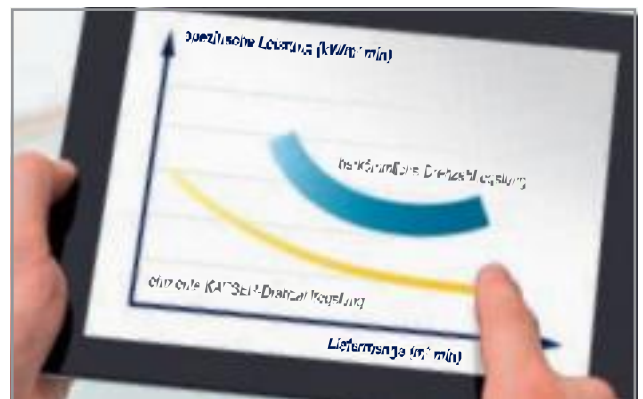 spezifische Leistung (kW/m³ min)
herkömmliche Drehzahlregelung
effiziente KAESER-Drehzahlregelung
Liefermenge (m³ min)